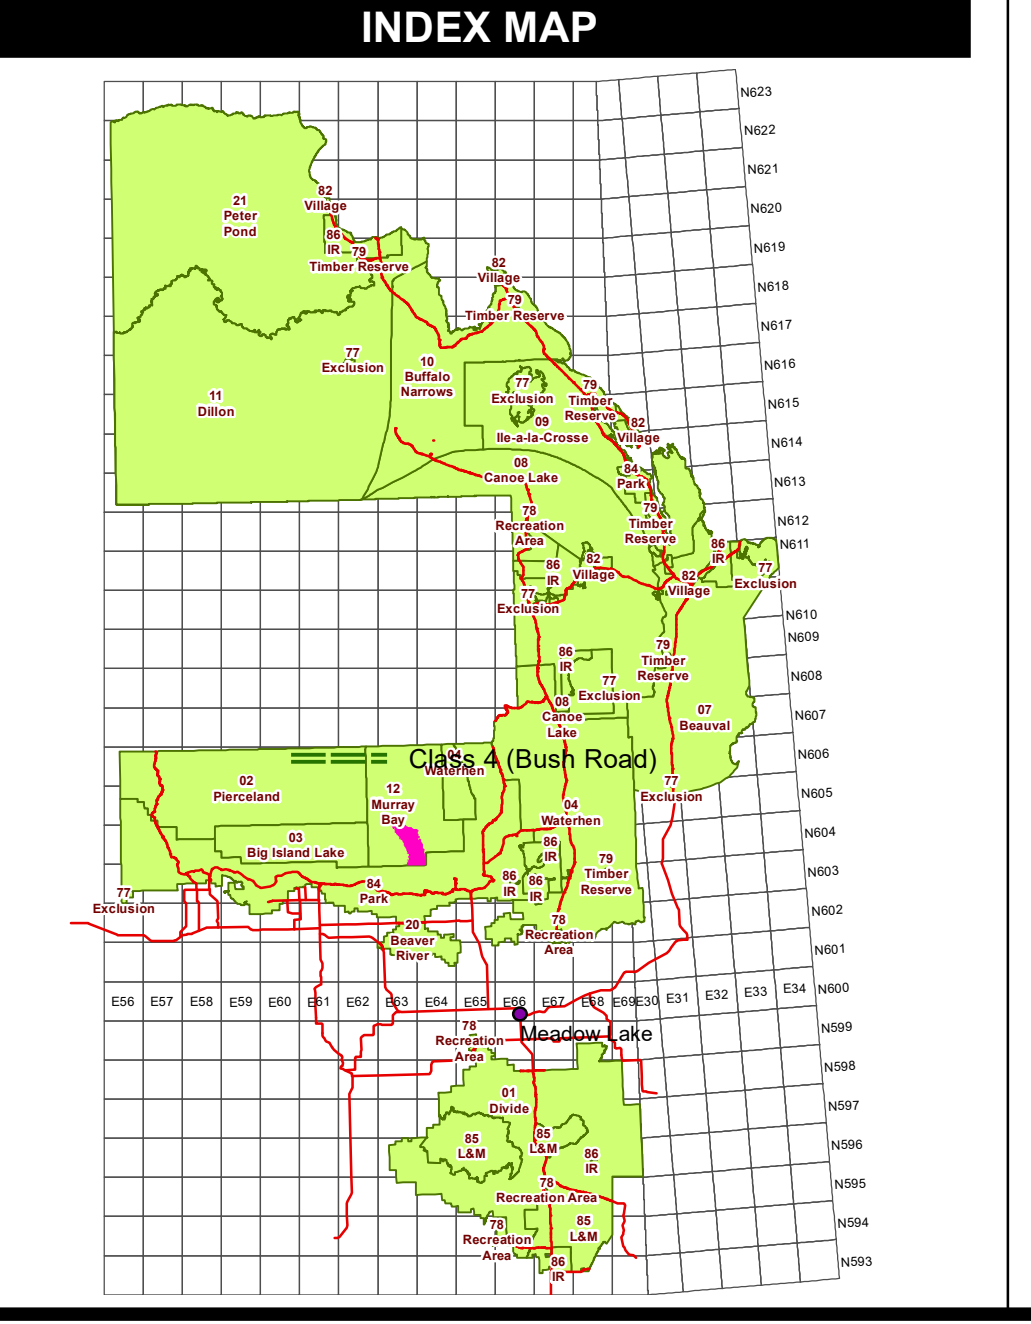 INDEX MAP
N623
N622
N621
N620
N619
N618
N617
N616
N615
N614
N613
N612
N611
N610
N609
N608
N607
N606
N605
N604
N603
N602
N601
N600
N599
N598
N597
N596
N595
N594
N593
21
Peter
Pond
82
Village
86
IR
79
Timber Reserve
82
Village
79
Timber Reserve
77
Exclusion
10
Buffalo
Narrows
11
Dillon
77
Exclusion
79
Timber
Reserve
09
Ile-a-la-Crosse
82
Village
08
Canoe Lake
84
Park
78
Recreation
Area
79
Timber
Reserve
86
IR
82
Village
86
IR
77
Exclusion
82
Village
77
Exclusion
86
IR
79
Timber
Reserve
77
Exclusion
08
Canoe
Lake
07
Beauval
04
Waterhen
Class 4 (Bush Road)
02
Pierceland
12
Murray
Bay
77
Exclusion
04
Waterhen
03
Big Island Lake
86
IR
79
Timber
Reserve
84
Park
86
IR
86
IR
77
Exclusion
20
Beaver
River
78
Recreation
Area
E56
E57
E58
E59
E60
E61
E62
E63
E64
E65
E66
E67
E68
E69
E30
E31
E32
E33
E34
Meadow Lake
78
Recreation
Area
01
Divide
85
L&M
85
L&M
86
IR
78
Recreation Area
78
Recreation
Area
85
L&M
86
IR